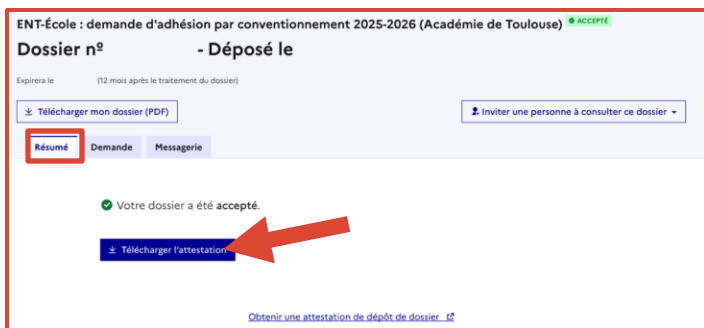 ENT-École : demande d'adhésion par conventionnement 2025-2026 (Académie de Toulouse) ACCEPTÉ
Dossier nº - Déposé le
Expirera le (12 mois après le traitement du dossier)
Télécharger mon dossier (PDF) Inviter une personne à consulter ce dossier
Résumé Demande Messagerie
Votre dossier a été accepté.
Télécharger l'attestation
Obtenir une attestation de dépôt de dossier